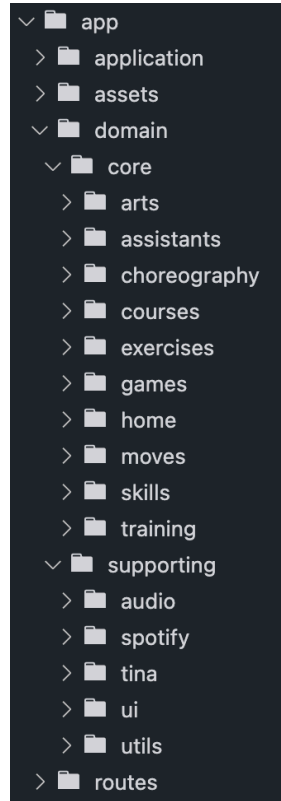 app
application
assets
domain
core
arts
assistants
choreography
courses
exercises
games
home
moves
skills
training
supporting
audio
spotify
tina
ui
utils
routes